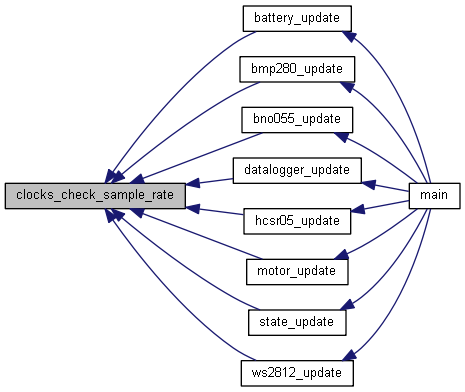 battery_update
bmp280_update
bno055_update
datalogger_update
clocks_check_sample_rate
main
hcsr05_update
motor_update
state_update
ws2812_update